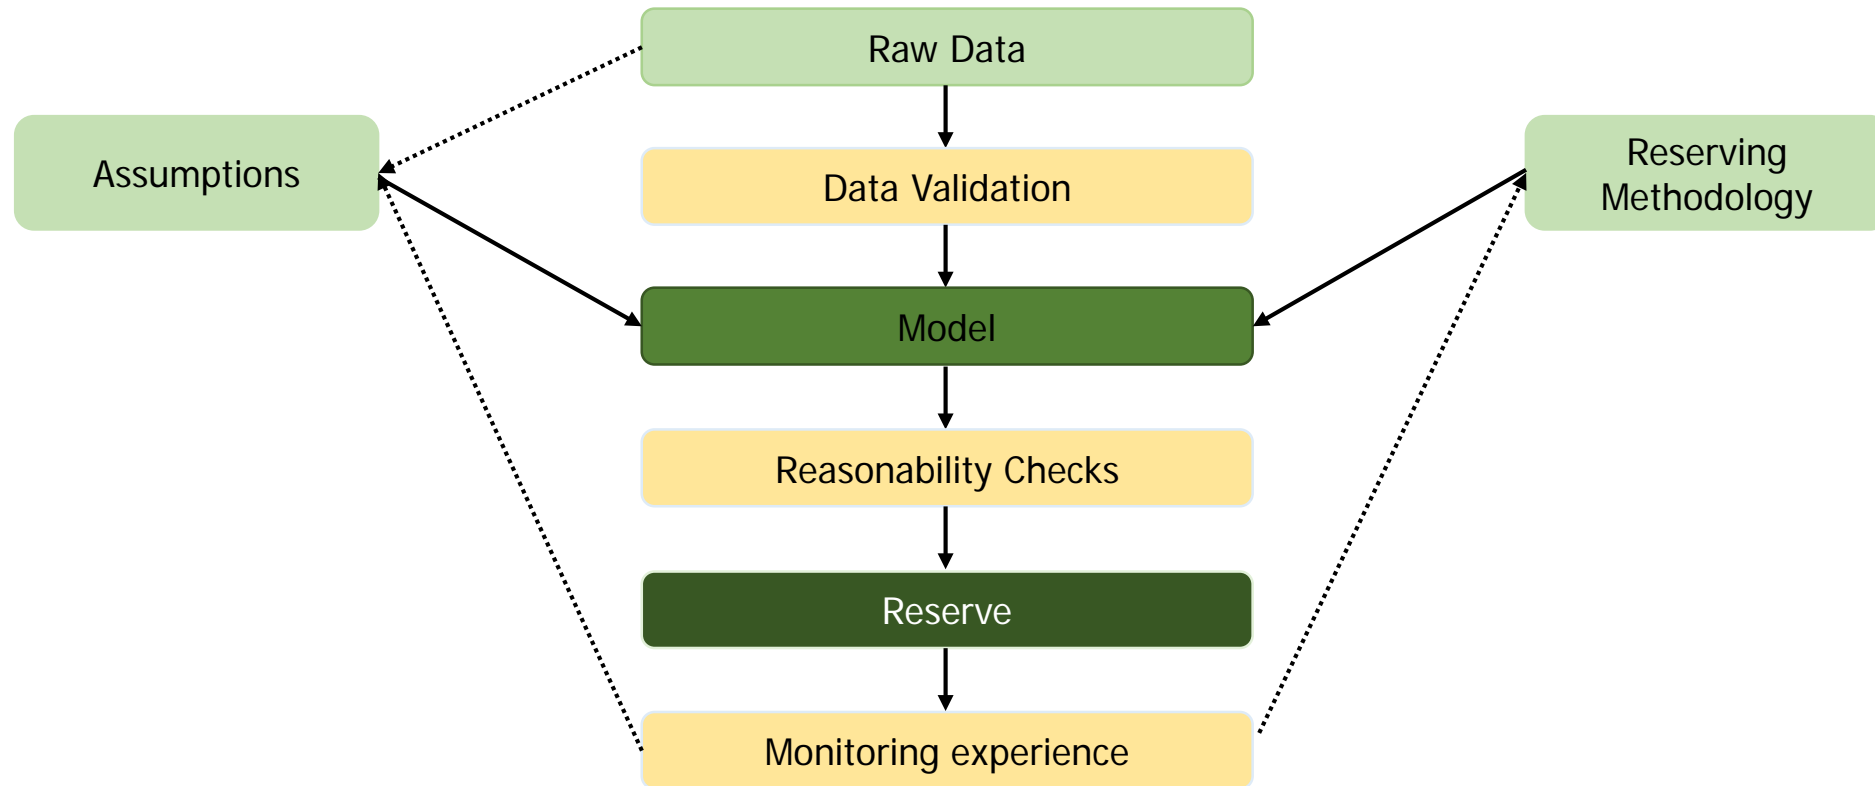 Raw Data
Assumptions
Data Validation
Reserving
Methodology
Model
Reasonability Checks
Reserve
Monitoring experience